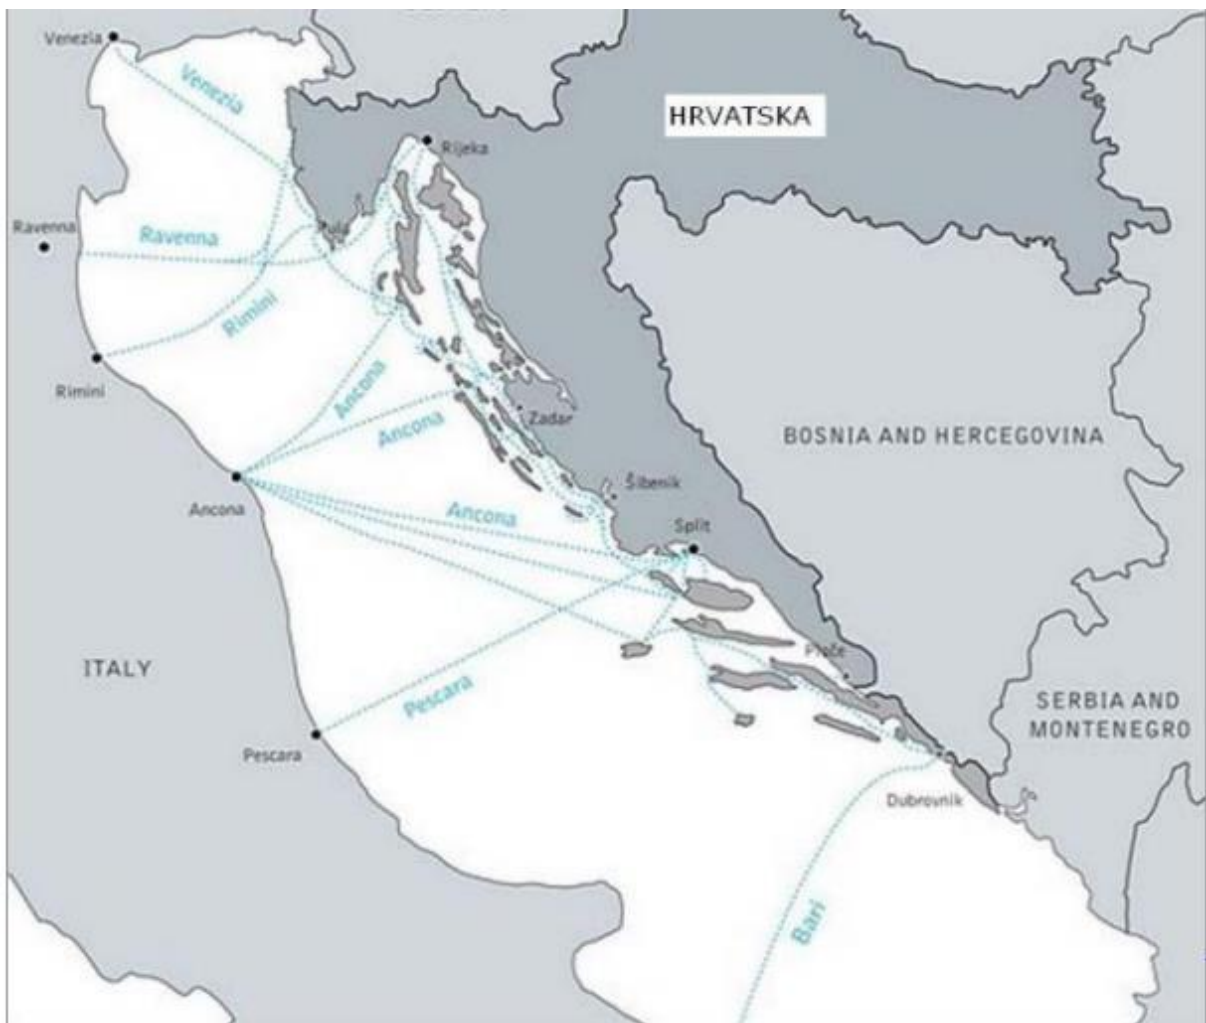 Venezia
Venezia
HRVATSKA
Rijeka
Ravenna
Ravenna
Pula
Rimini
Rimini
Ancona
Ancona
Zadar
BOSNIA AND HERCEGOVINA
Šibenik
Ancona
Ancona
Split
Ploče
ITALY
Pescara
SERBIA AND
MONTENEGRO
Pescara
Dubrovnik
Bari